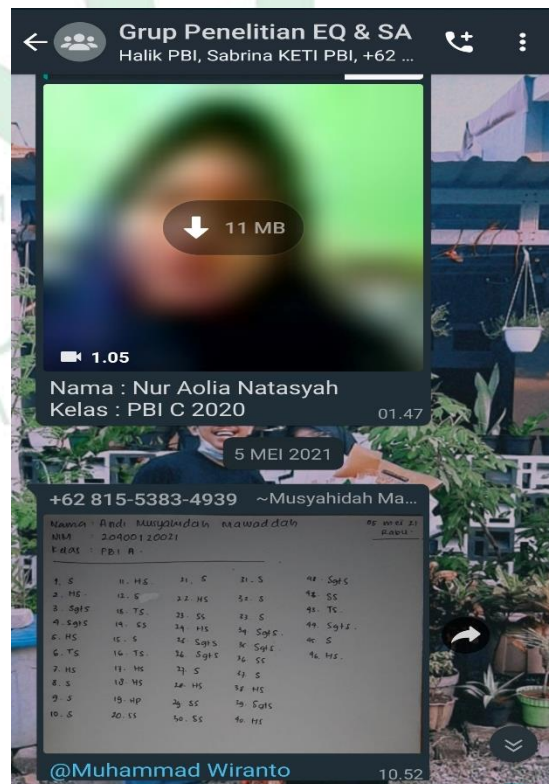 Grup Penelitian EQ & SA
Halik PBI, Sabrina KETI PBI, +62 ...
11 MB
1.05
Nama : Nur Aolia Natasyah
Kelas : PBI C 2020
01.47
5 MEI 2021
+62 815-5383-4939 ~Musyahidah Ma...
Nama : Andi Musyahidah Mawaddah 05 Mei 21
NIM : 20400120021 Rabu
Kelas : PBI A.
1. S 11. HS 21. S 31. S
2. HS 12. S 22. HS 32. S 42. SS
3. Sgts 18. TS. 23. SS 33. S 43. TS.
4. Sgts 14. SS 24. HS 34 Sgts 44. Sgts.
5. HS 15. S 25. Sgts 35 Sgts 45 S
6. TS 16. TS. 26. Sgts 36 SS 46 HS.
7. HS 17. HS 27. S 37. S
8. S 18. HS 28. HS 38 HS
9. S 29 SS 39. Sgts
10. S 20. SS 30. SS 40. HS
@Muhammad Wiranto
10.52